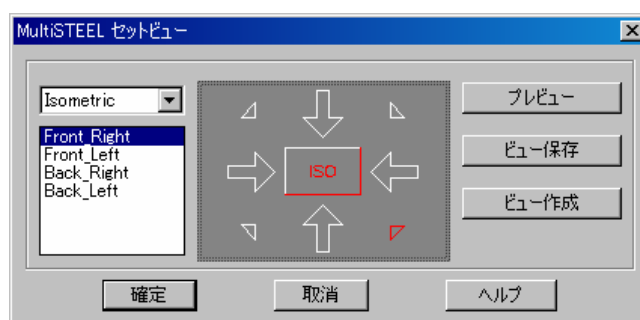 MultiSTEEL セットビュー
Isometric
Front_Right
Front_Left
Back_Right
Back_Left
ISO
プレビュー
ビュー保存
ビュー作成
確定
取消
ヘルプ